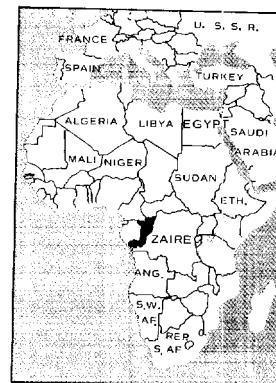 U. S. S. R.
FRANCE
SPAIN
TURKEY
ALGERIA
LIBYA
EGYPT
SAUDI
ARABIA
MALI
NIGER
SUDAN
ETH.
ZAIRE
ANG.
S.W.
AF.
REP.
S. AF.